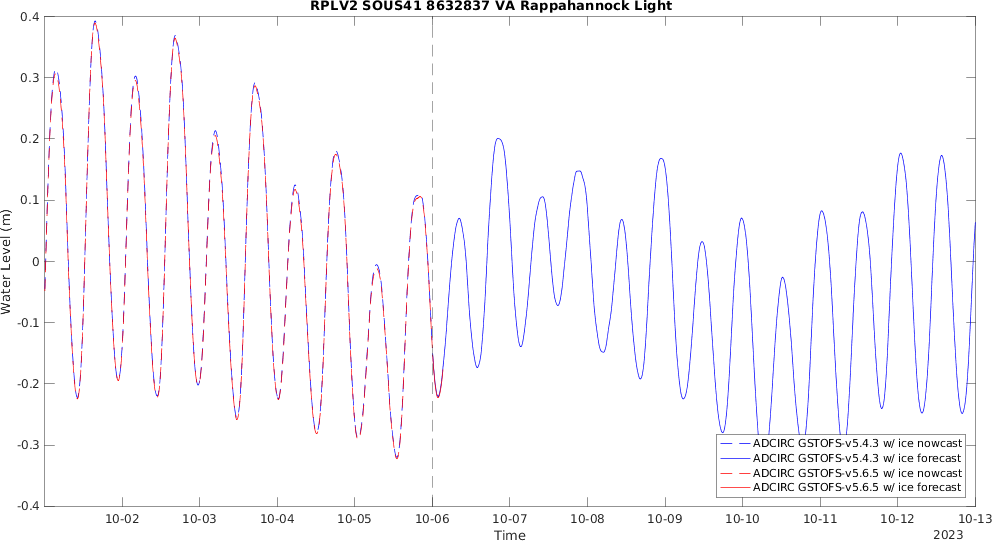 RPLV2 SOUS41 8632837 VA Rappahannock Light
0.4
0.3
0.2
0.1
0
-0.1
-0.2
-0.3
-0.4
Water Level (m)
ADCIRC GSTOFS-v5.4.3 w/ ice nowcast
ADCIRC GSTOFS-v5.4.3 w/ ice forecast
ADCIRC GSTOFS-v5.6.5 w/ ice nowcast
ADCIRC GSTOFS-v5.6.5 w/ ice forecast
10-02 10-03 10-04 10-05 10-06 10-07 10-08 10-09 10-10 10-11 10-12 10-13
Time
2023